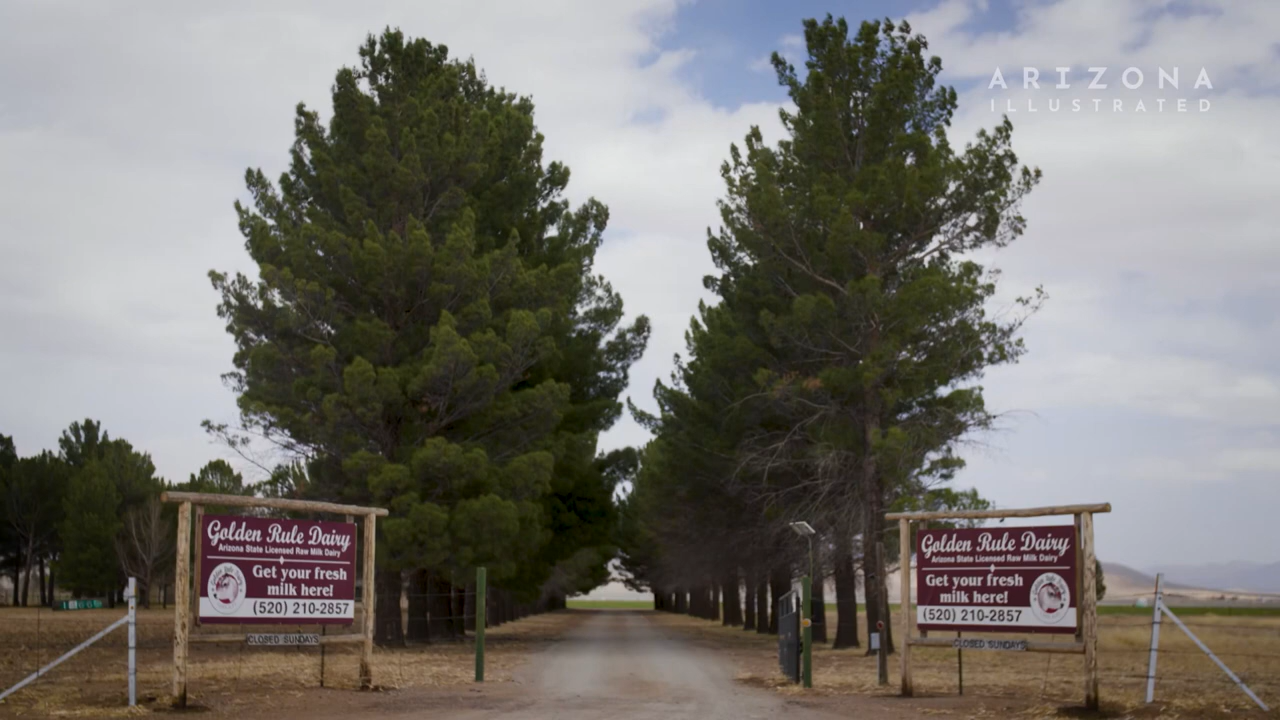 ARIZONA
ILLUSTRATED
Golden Rule Dairy
Arizona State Licensed Raw Milk Dairy
Get your fresh
milk here!
(520) 210-2857
CLOSED SUNDAYS
Golden Rule Dairy
Arizona State Licensed Raw Milk Dairy
Get your fresh
milk here!
(520) 210-2857
CLOSED SUNDAYS